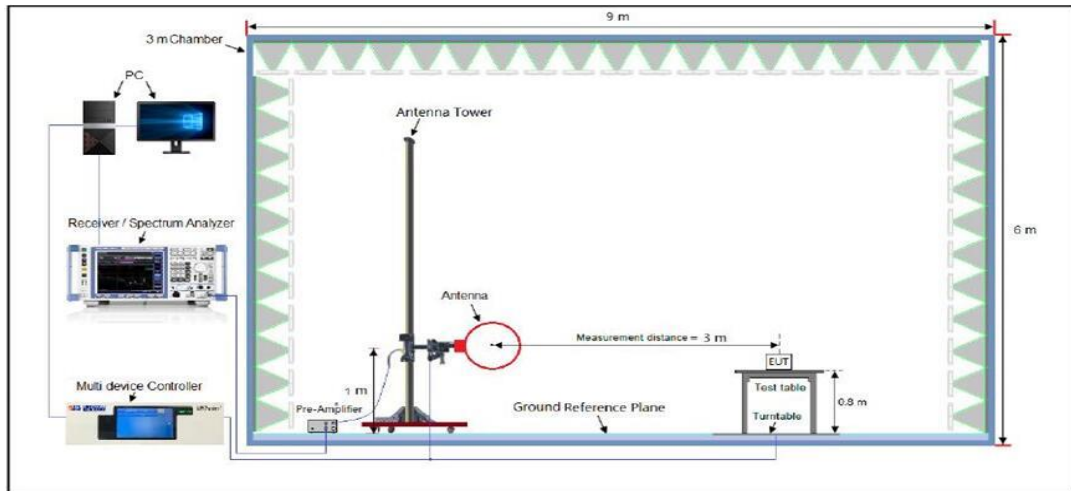 9 m
3 m Chamber
PC
Antenna Tower
Receiver / Spectrum Analyzer
6 m
Antenna
Measurement distance = 3 m
EUT
Multi device Controller
1 m
Test table
0.8 m
Pre-Amplifier
Ground Reference Plane
Turntable